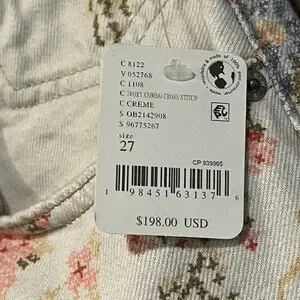 C 8122
V 052768
C 1108
C IVORY COMBO CROSS STITCH
C CREME
S OB2142908
S 96775267
size
27
CP 939905
1 98451 63137 6
$198.00 USD